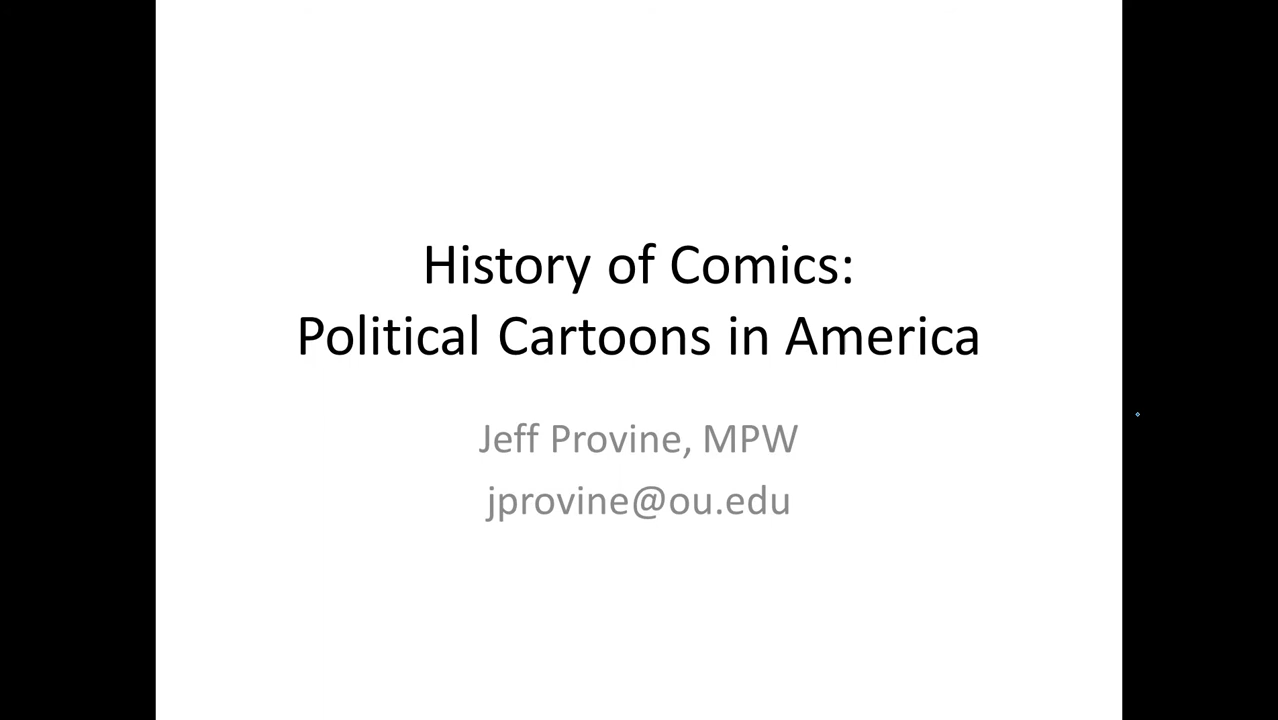 History of Comics:
Political Cartoons in America
Jeff Provine, MPW
jprovine@ou.edu